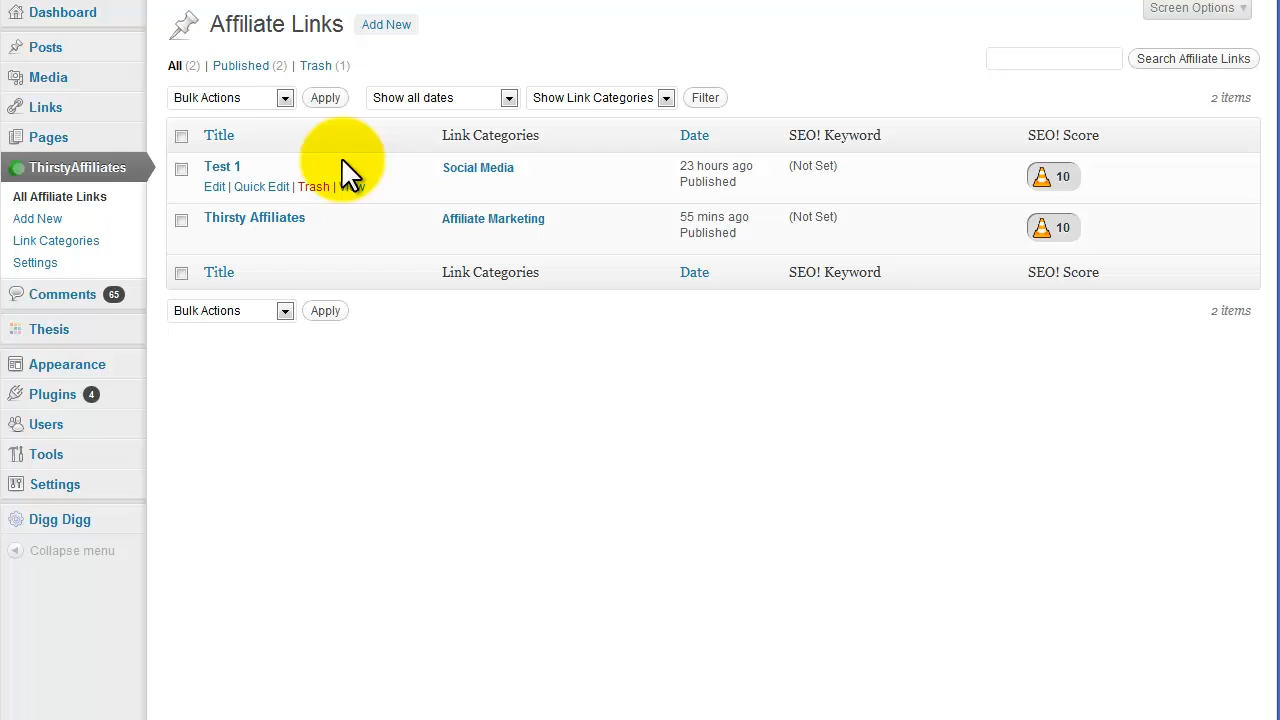 Dashboard
Posts
Media
Links
Pages
ThirstyAffiliates
All Affiliate Links
Add New
Link Categories
Settings
Comments 65
Thesis
Appearance
Plugins 4
Users
Tools
Settings
Digg Digg
Collapse menu
Screen Options
Affiliate Links Add New
All (2) | Published (2) | Trash (1)
Search Affiliate Links
Bulk Actions Apply Show all dates Show Link Categories Filter 2 items
Title Link Categories Date SEO! Keyword SEO! Score
Test 1 Social Media 23 hours ago (Not Set) 10
Edit | Quick Edit | Trash | Published
Thirsty Affiliates Affiliate Marketing 55 mins ago (Not Set) 10
Published
Title Link Categories Date SEO! Keyword SEO! Score
Bulk Actions Apply 2 items